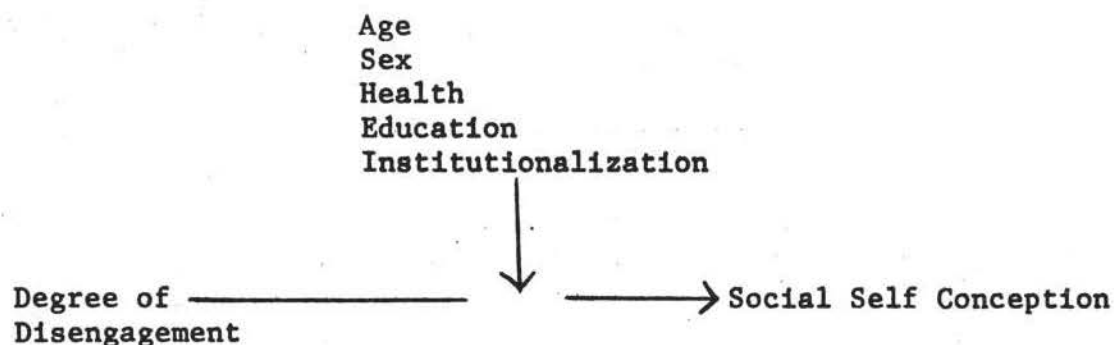 Age
Sex
Health
Education
Institutionalization
Degree of
Disengagement
Social Self Conception